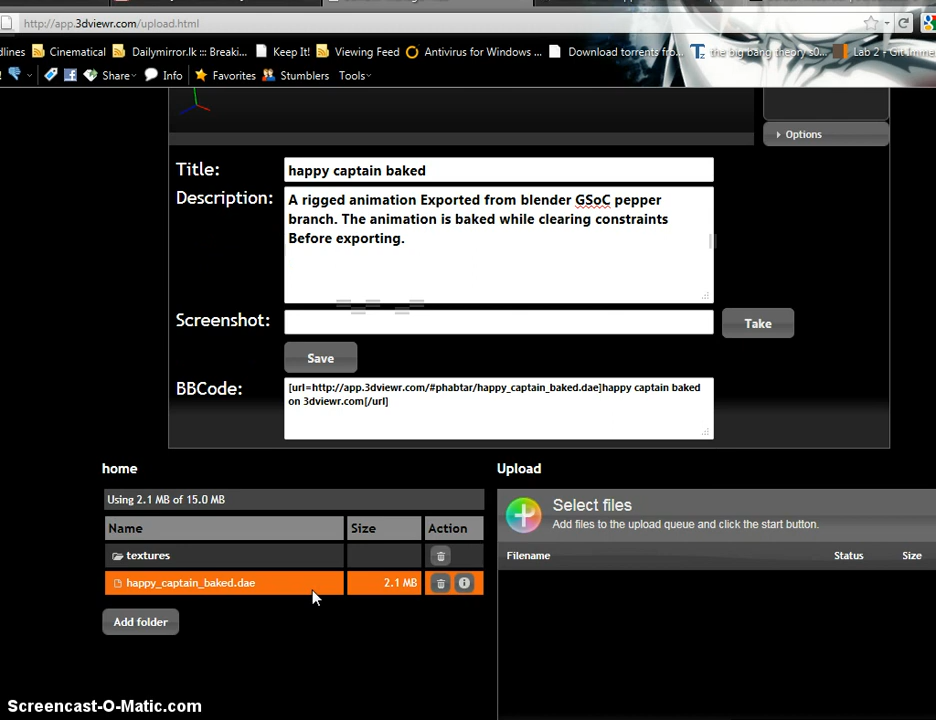 http://app.3dviewr.com/upload.html
dlines Cinematical Dailymirror.lk ::: Breaki... Keep It! Viewing Feed Antivirus for Windows ... Download torrents fro... the big bang theory s0... Lab 2 - Git Imme
Share Info Favorites Stumblers Tools
Options
Title: happy captain baked
Description: A rigged animation Exported from blender GSoC pepper
branch. The animation is baked while clearing constraints
Before exporting.
Screenshot: Take
Save
BBCode: [url=http://app.3dviewr.com/#phabtar/happy_captain_baked.dae]happy captain baked
on 3dviewr.com[/url]
home Upload
Using 2.1 MB of 15.0 MB
Select files
Add files to the upload queue and click the start button.
Name Size Action
Filename Status Size
textures
happy_captain_baked.dae 2.1 MB
Add folder
Screencast-O-Matic.com